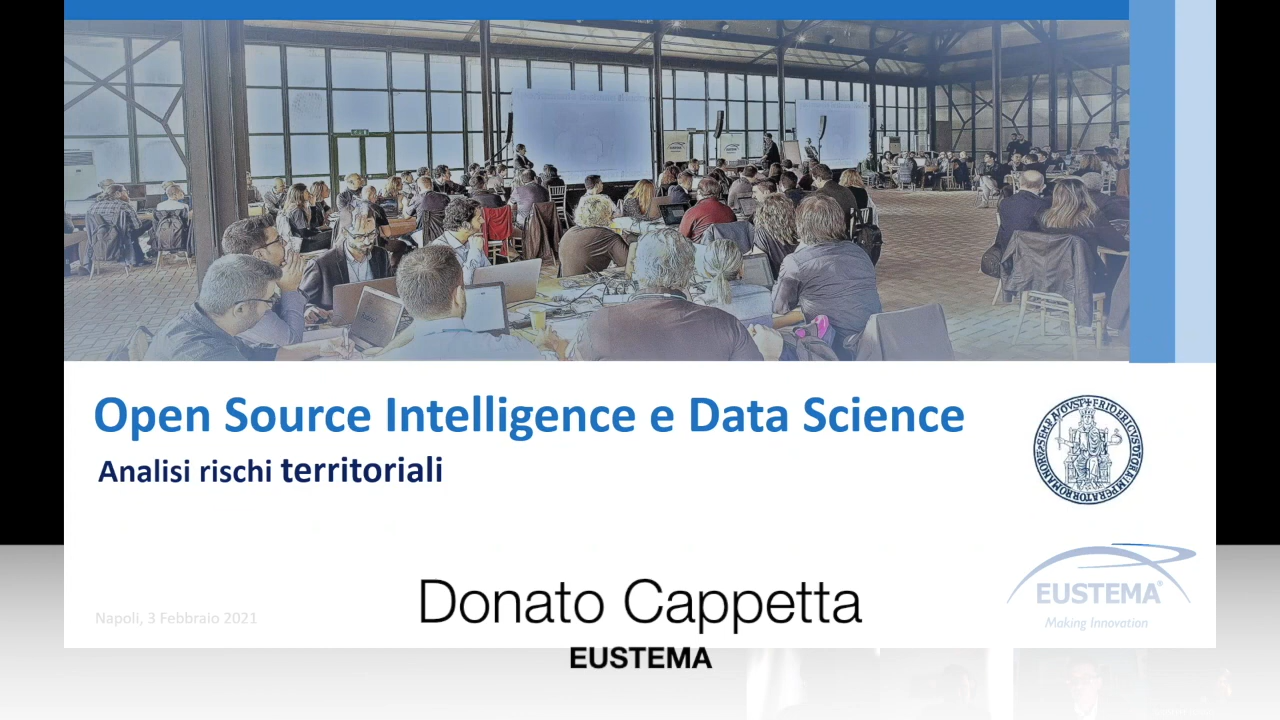 Open Source Intelligence e Data Science
Analisi rischi territoriali
EUSTEMA®
Making Innovation
Napoli, 3 Febbraio 2021
Donato Cappetta
EUSTEMA